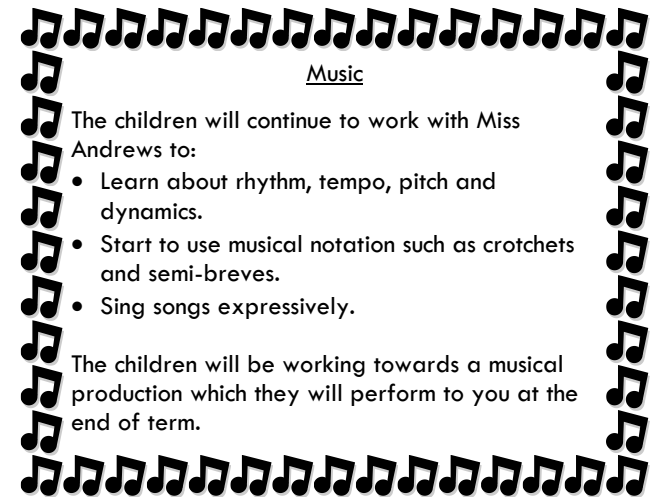 Music
The children will continue to work with Miss
Andrews to:
• Learn about rhythm, tempo, pitch and
dynamics.
• Start to use musical notation such as crotchets
and semi-breves.
• Sing songs expressively.
The children will be working towards a musical
production which they will perform to you at the
end of term.